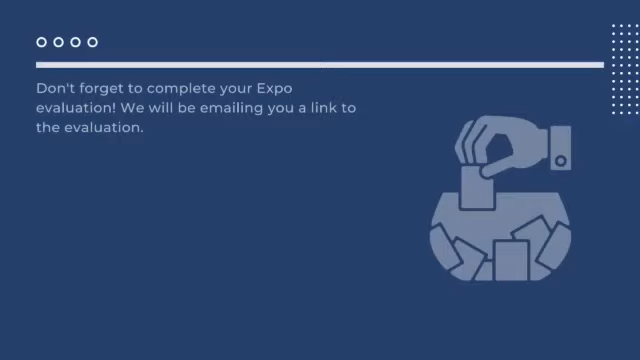 Don't forget to complete your Expo
evaluation! We will be emailing you a link to
the evaluation.